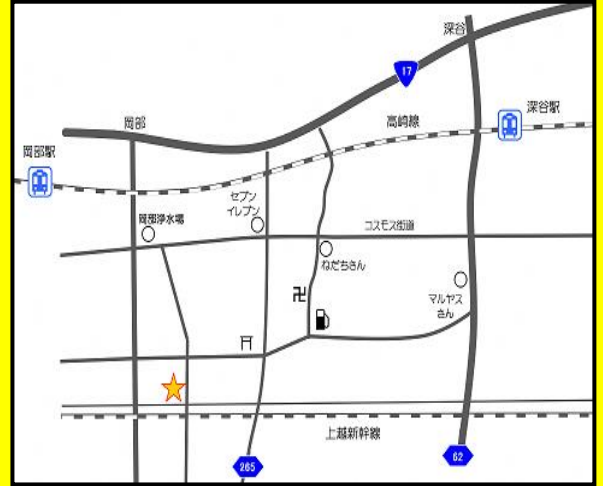 深谷
17
岡部
高崎線
深谷駅
岡部駅
セブン
イレブン
岡部浄水場
コスモス街道
ねだちさん
卍
マルヤス
さん
上越新幹線
265
62